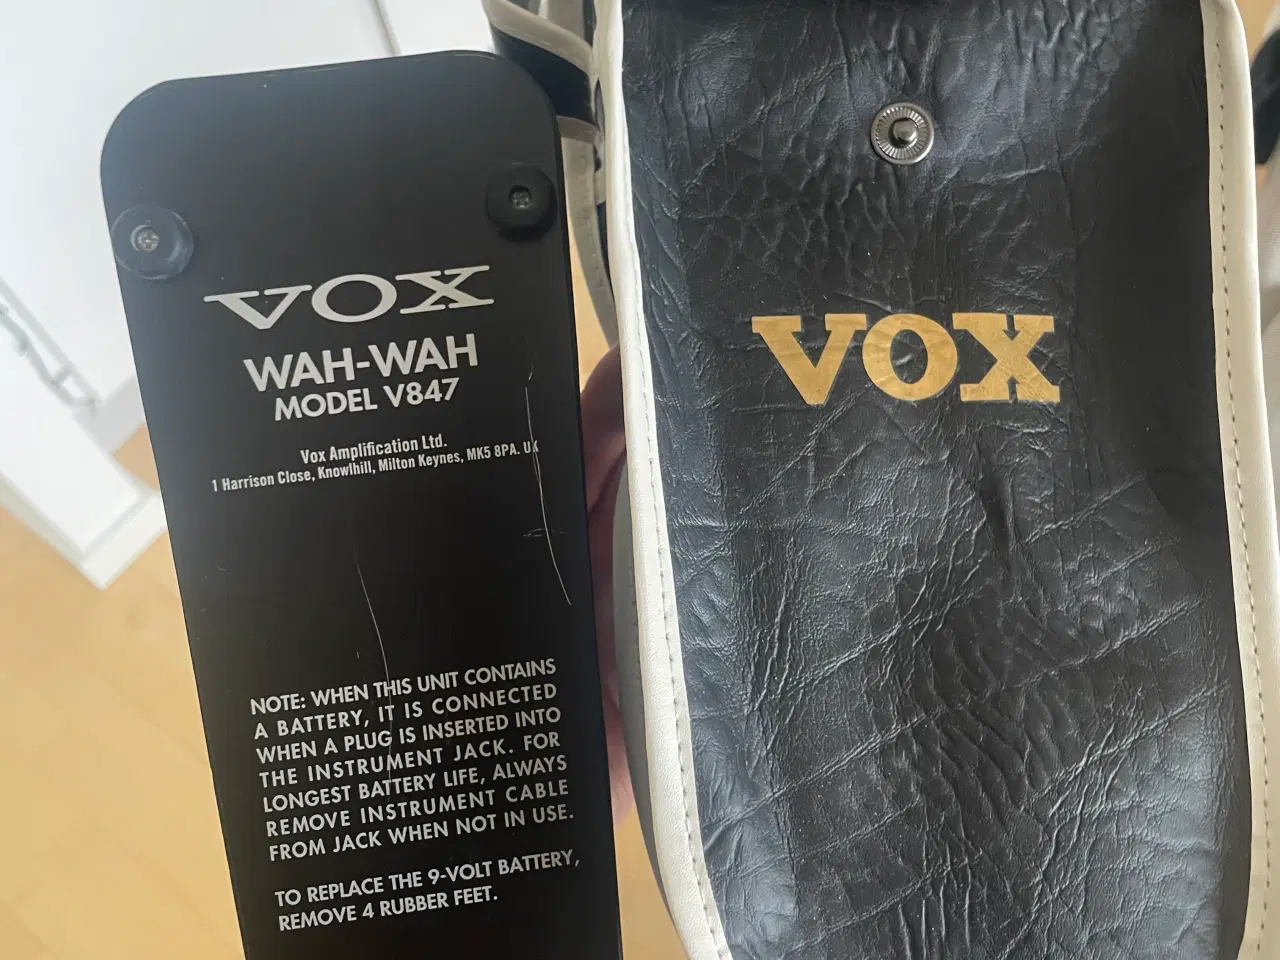 VOX
WAH-WAH
MODEL V847
Vox Amplification Ltd.
1 Harrison Close, Knowlhill, Milton Keynes, MK5 8PA. UK
NOTE: WHEN THIS UNIT CONTAINS
A BATTERY, IT IS CONNECTED
WHEN A PLUG IS INSERTED INTO
THE INSTRUMENT JACK. FOR
LONGEST BATTERY LIFE, ALWAYS
REMOVE INSTRUMENT CABLE
FROM JACK WHEN NOT IN USE.
TO REPLACE THE 9-VOLT BATTERY,
REMOVE 4 RUBBER FEET.
VOX